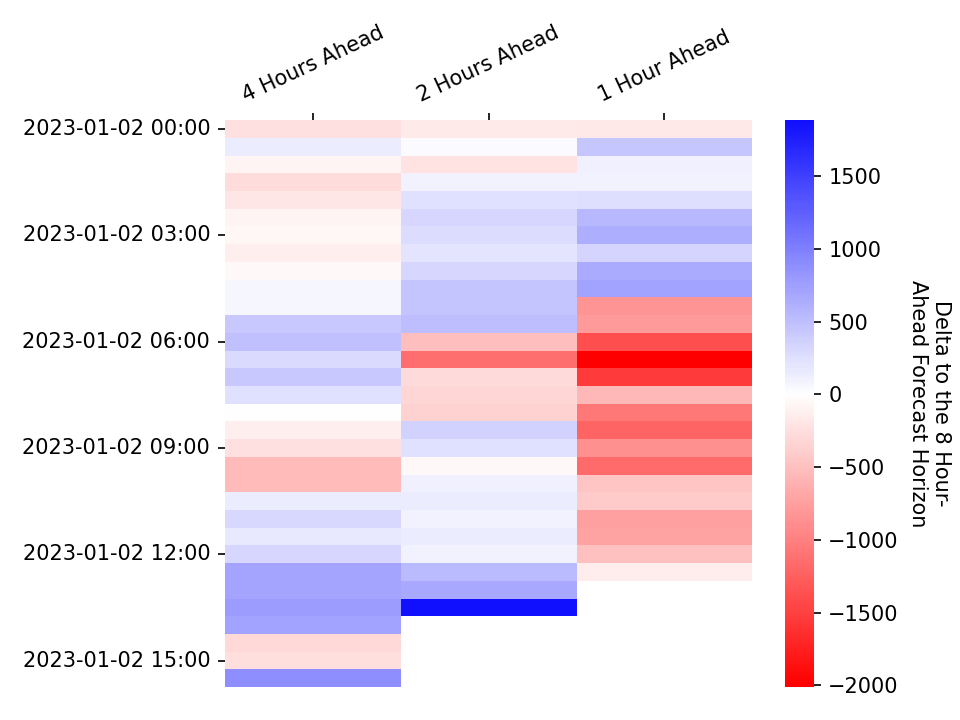 4 Hours Ahead
2 Hours Ahead
1 Hour Ahead
2023-01-02 00:00
2023-01-02 03:00
2023-01-02 06:00
2023-01-02 09:00
2023-01-02 12:00
2023-01-02 15:00
1500
1000
500
0
−500
−1000
−1500
−2000
Delta to the 8 Hour-
Ahead Forecast Horizon